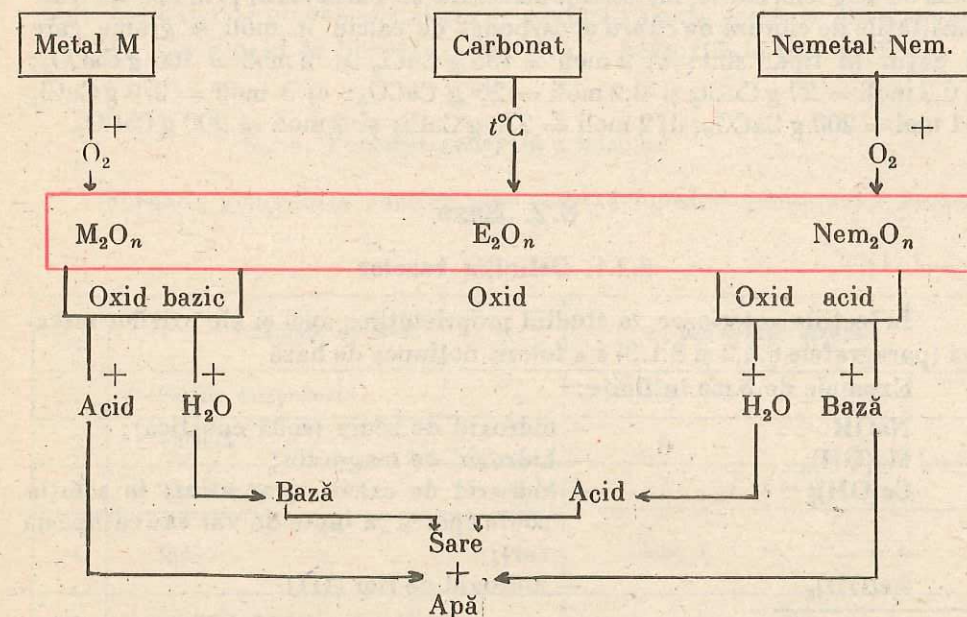 Metal M Carbonat Nemetal Nem.
+ t°C +
O₂ O₂
M₂Oₙ E₂Oₙ Nem₂Oₙ
Oxid bazic Oxid Oxid acid
+ + + +
Acid H₂O H₂O Bază
Bază Acid
Sare
+
Apă